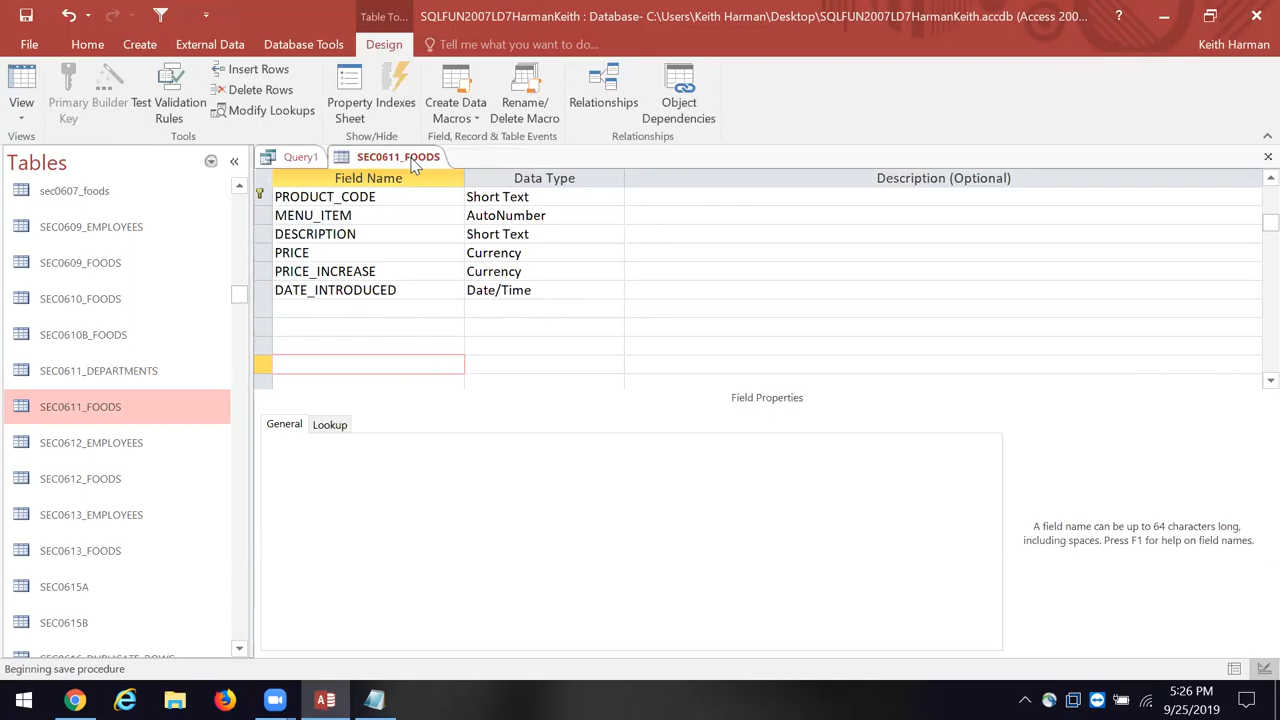 Table To...
SQLFUN2007LD7HarmanKeith : Database- C:\Users\Keith Harman\Desktop\SQLFUN2007LD7HarmanKeith.accdb (Access 200...
?
File
Home
Create
External Data
Database Tools
Design
Tell me what you want to do...
Keith Harman
View
Primary Key
Builder
Test Validation Rules
Insert Rows
Delete Rows
Modify Lookups
Property Sheet
Indexes
Create Data Macros
Rename/ Delete Macro
Relationships
Object Dependencies
Views
Tools
Show/Hide
Field, Record & Table Events
Relationships
Tables
sec0607_foods
SEC0609_EMPLOYEES
SEC0609_FOODS
SEC0610_FOODS
SEC0610B_FOODS
SEC0611_DEPARTMENTS
SEC0611_FOODS
SEC0612_EMPLOYEES
SEC0612_FOODS
SEC0613_EMPLOYEES
SEC0613_FOODS
SEC0615A
SEC0615B
SEC0616_DUPLICATE_ROWS
Query1
SEC0611_FOODS
Field Name Data Type Description (Optional)
PRODUCT_CODE Short Text
MENU_ITEM AutoNumber
DESCRIPTION Short Text
PRICE Currency
PRICE_INCREASE Currency
DATE_INTRODUCED Date/Time
Field Properties
General
Lookup
A field name can be up to 64 characters long,
including spaces. Press F1 for help on field names.
Beginning save procedure
5:26 PM
9/25/2019